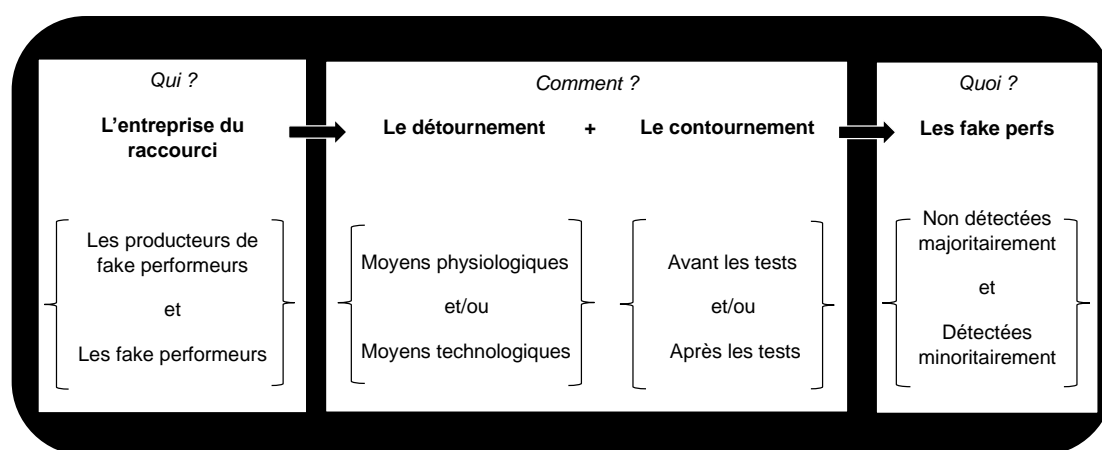 Qui ?
L’entreprise du
raccourci
Les producteurs de
fake performeurs
et
Les fake performeurs
Comment ?
Le détournement + Le contournement
Moyens physiologiques
et/ou
Moyens technologiques
Avant les tests
et/ou
Après les tests
Quoi ?
Les fake perfs
Non détectées
majoritairement
et
Détectées
minoritairement